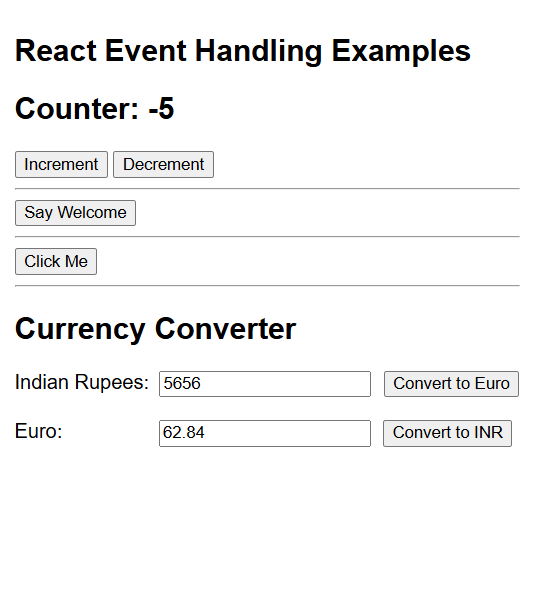 React Event Handling Examples
Counter: -5
Increment Decrement
Say Welcome
Click Me
Currency Converter
Indian Rupees: 5656 Convert to Euro
Euro: 62.84 Convert to INR